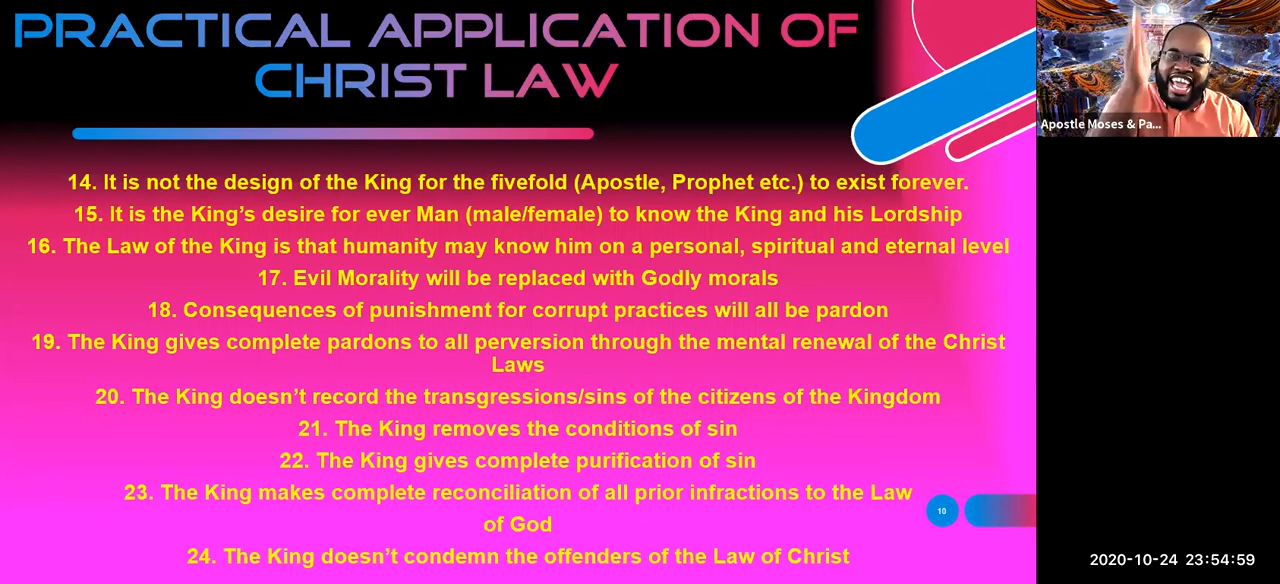 PRACTICAL APPLICATION OF
CHRIST LAW
Apostle Moses & Pa...
14. It is not the design of the King for the fivefold (Apostle, Prophet etc.) to exist forever.
15. It is the King’s desire for ever Man (male/female) to know the King and his Lordship
16. The Law of the King is that humanity may know him on a personal, spiritual and eternal level
17. Evil Morality will be replaced with Godly morals
18. Consequences of punishment for corrupt practices will all be pardon
19. The King gives complete pardons to all perversion through the mental renewal of the Christ
Laws
20. The King doesn’t record the transgressions/sins of the citizens of the Kingdom
21. The King removes the conditions of sin
22. The King gives complete purification of sin
23. The King makes complete reconciliation of all prior infractions to the Law
of God
10
24. The King doesn’t condemn the offenders of the Law of Christ
2020-10-24 23:54:59